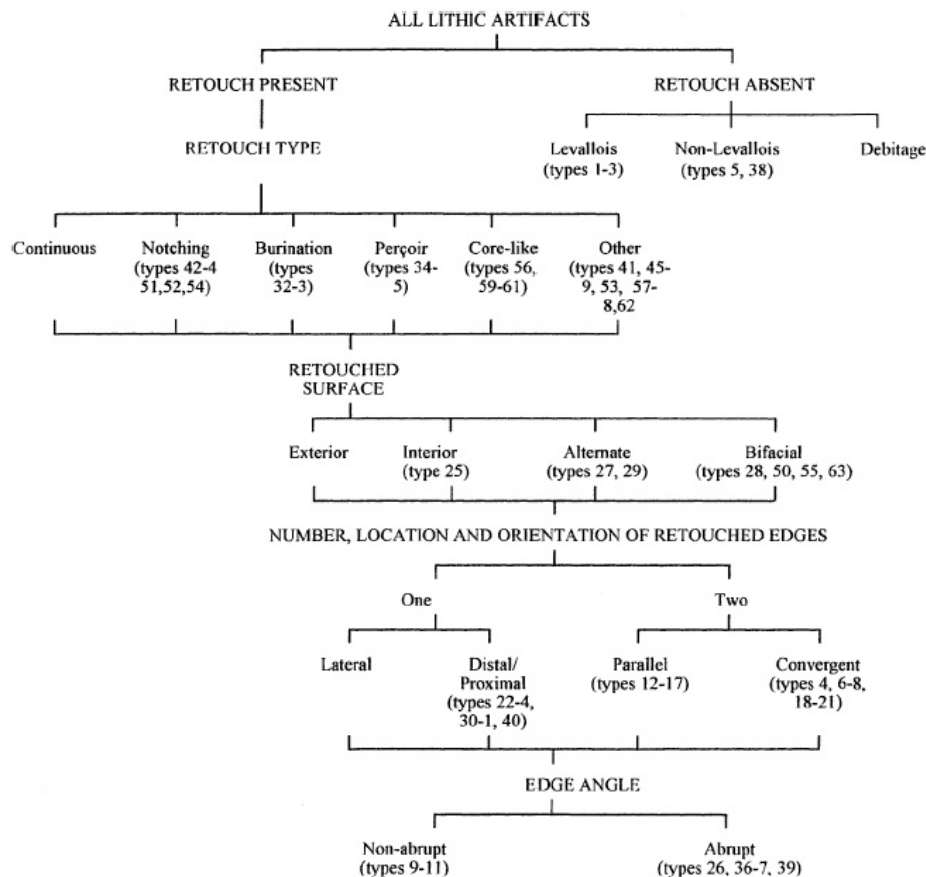 ALL LITHIC ARTIFACTS
RETOUCH PRESENT
RETOUCH ABSENT
RETOUCH TYPE
Levallois
(types 1-3)
Non-Levallois
(types 5, 38)
Debitage
Continuous
Notching
(types 42-4
51,52,54)
Burination
(types
32-3)
Perçoir
(types 34-
5)
Core-like
(types 56,
59-61)
Other
(types 41, 45-
9, 53, 57-
8,62
RETOUCHED
SURFACE
Exterior
Interior
(type 25)
Alternate
(types 27, 29)
Bifacial
(types 28, 50, 55, 63)
NUMBER, LOCATION AND ORIENTATION OF RETOUCHED EDGES
One
Two
Lateral
Distal/
Proximal
(types 22-4,
30-1, 40)
Parallel
(types 12-17)
Convergent
(types 4, 6-8,
18-21)
EDGE ANGLE
Non-abrupt
(types 9-11)
Abrupt
(types 26, 36-7, 39)